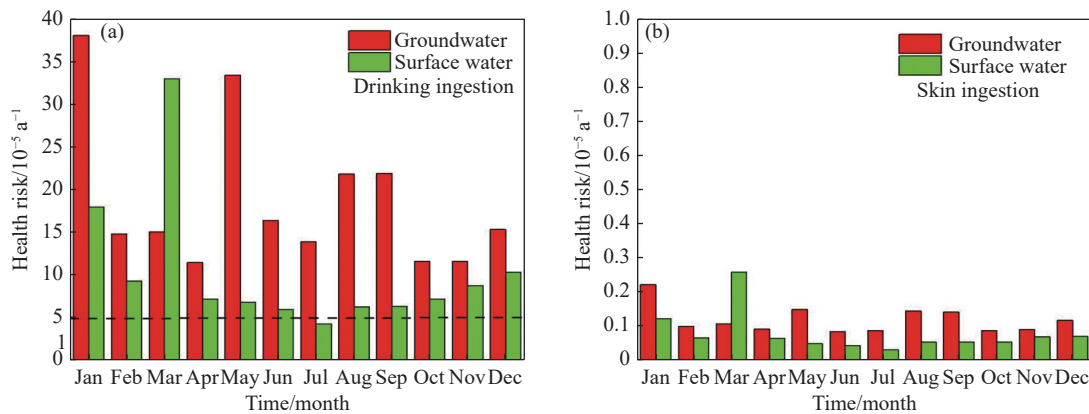 (a)
Groundwater
Surface water
Drinking ingestion
Health risk/10⁻⁵ a⁻¹
40
35
30
25
20
15
10
5
1
0
Jan Feb Mar Apr May Jun Jul Aug Sep Oct Nov Dec
Time/month
(b)
Groundwater
Surface water
Skin ingestion
Health risk/10⁻⁵ a⁻¹
1.0
0.9
0.8
0.7
0.6
0.5
0.4
0.3
0.2
0.1
0
Jan Feb Mar Apr May Jun Jul Aug Sep Oct Nov Dec
Time/month